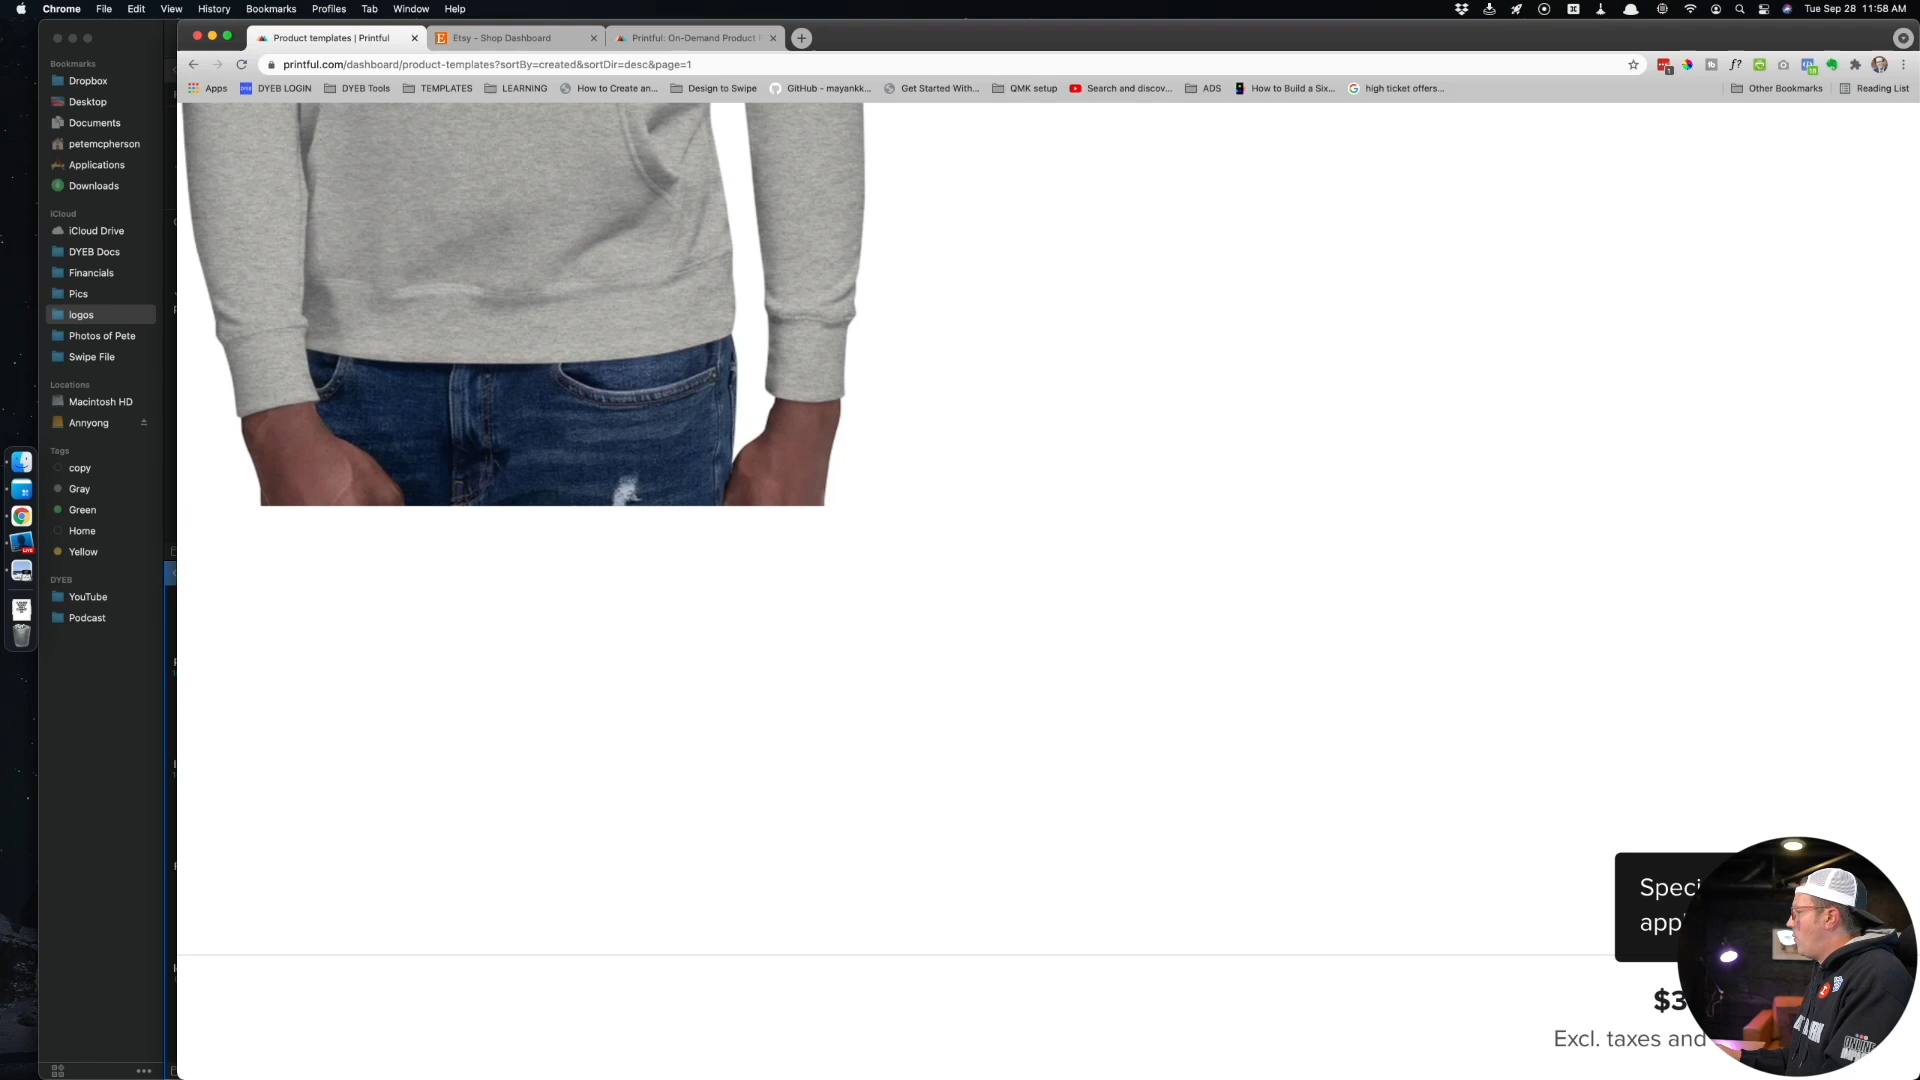 Chrome File Edit View History Bookmarks Profiles Tab Window Help
Tue Sep 28 11:58 AM
Product templates | Printful
Etsy - Shop Dashboard
Printful: On-Demand Product
printful.com/dashboard/product-templates?sortBy=created&sortDir=desc&page=1
Apps
DYEB LOGIN
DYEB Tools
TEMPLATES
LEARNING
How to Create an...
Design to Swipe
GitHub - mayankk...
Get Started With...
QMK setup
Search and discov...
ADS
How to Build a Six...
high ticket offers...
Other Bookmarks
Reading List
Bookmarks
Dropbox
Desktop
Documents
petemcpherson
Applications
Downloads
iCloud
iCloud Drive
DYEB Docs
Financials
Pics
logos
Photos of Pete
Swipe File
Locations
Macintosh HD
Annyong
Tags
copy
Gray
Green
Home
Yellow
DYEB
YouTube
Podcast
Speci
app
$3
Excl. taxes and